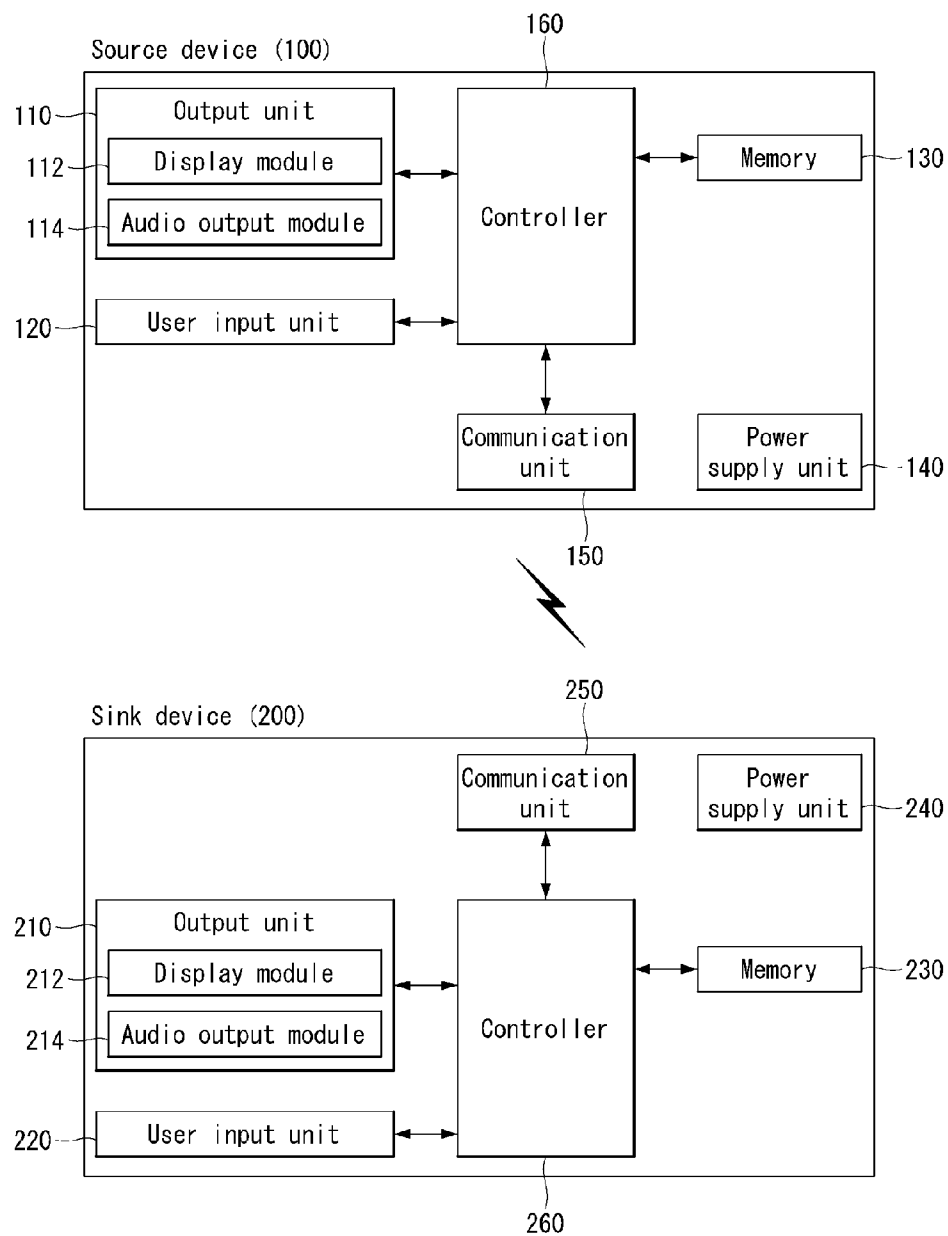 160
Source device (100)
110
Output unit
112
Display module
114
Audio output module
Controller
Memory
130
120
User input unit
Communication
unit
Power
supply unit
140
150
250
Sink device (200)
Communication
unit
Power
supply unit
240
210
Output unit
212
Display module
214
Audio output module
Controller
Memory
230
220
User input unit
260